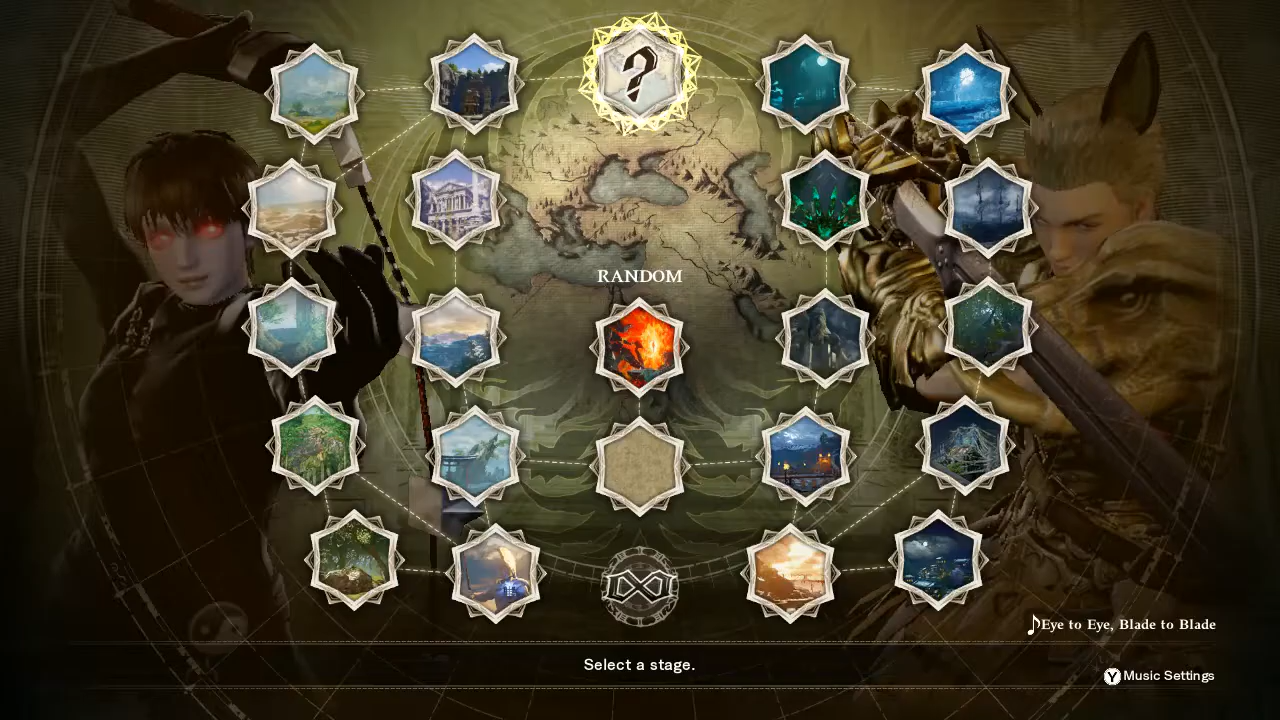 ?
RANDOM
♪Eye to Eye, Blade to Blade
Select a stage.
Y Music Settings